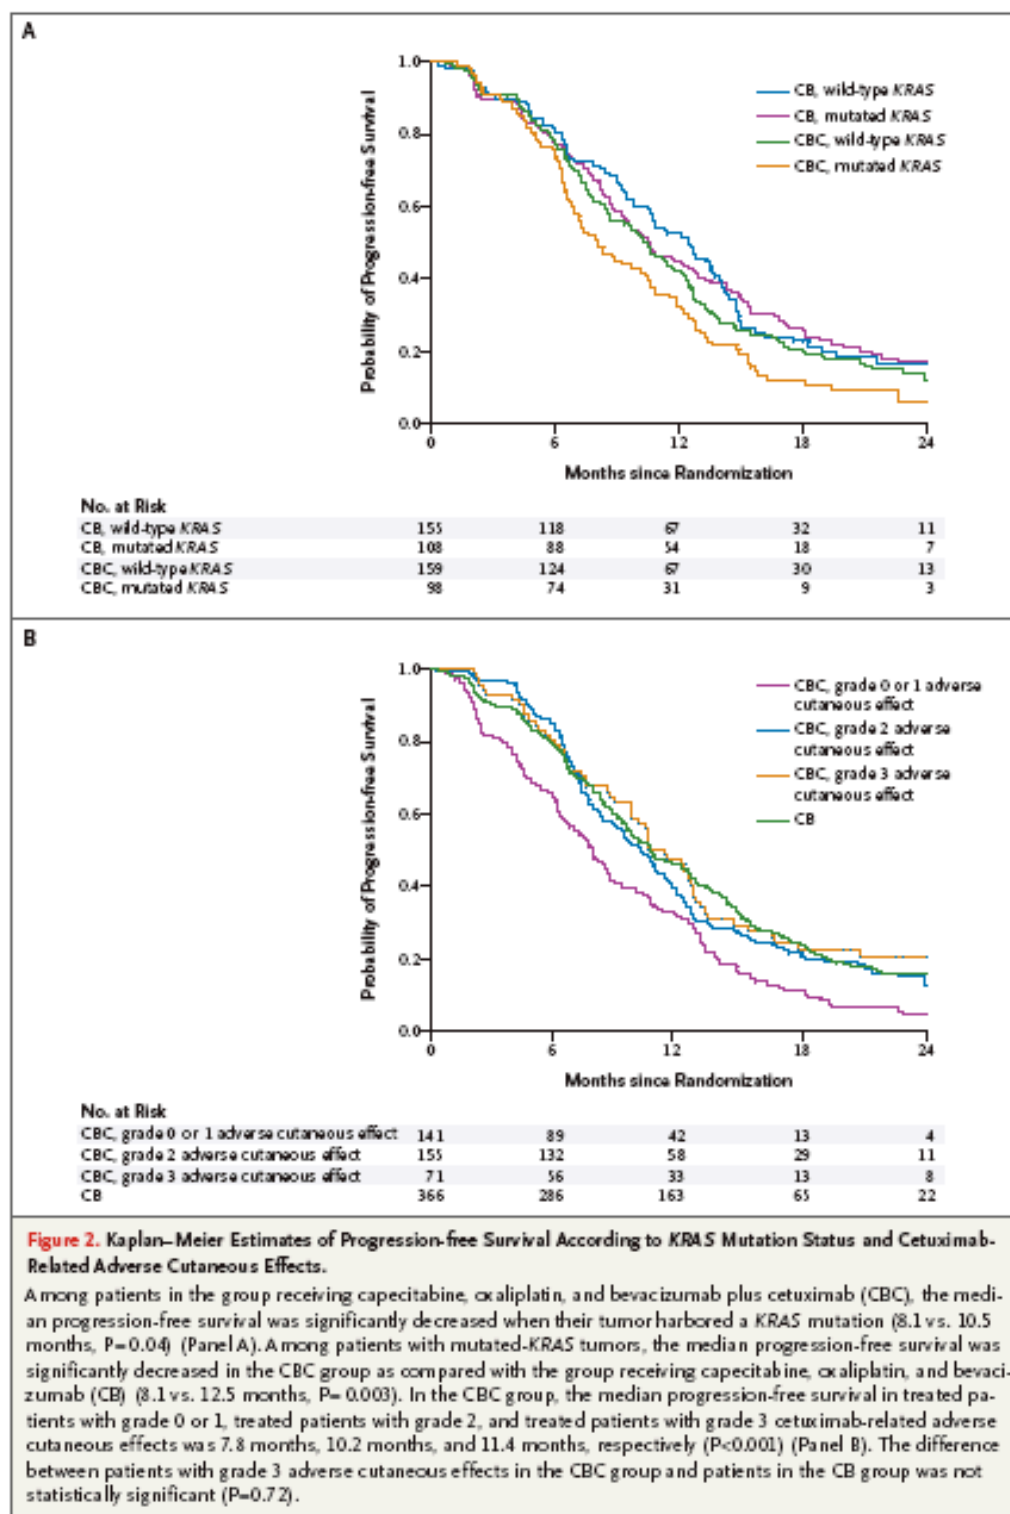 A
1.0
0.8
0.6
0.4
0.2
0.0
Probability of Progression-free Survival
CB, wild-type KRAS
CB, mutated KRAS
CBC, wild-type KRAS
CBC, mutated KRAS
0 6 12 18 24
Months since Randomization
No. at Risk
CB, wild-type KRAS 155 118 67 32 11
CB, mutated KRAS 108 88 54 18 7
CBC, wild-type KRAS 159 124 67 30 13
CBC, mutated KRAS 98 74 31 9 3
B
1.0
0.8
0.6
0.4
0.2
0.0
Probability of Progression-free Survival
CBC, grade 0 or 1 adverse
cutaneous effect
CBC, grade 2 adverse
cutaneous effect
CBC, grade 3 adverse
cutaneous effect
CB
0 6 12 18 24
Months since Randomization
No. at Risk
CBC, grade 0 or 1 adverse cutaneous effect 141 89 42 13 4
CBC, grade 2 adverse cutaneous effect 155 132 58 29 11
CBC, grade 3 adverse cutaneous effect 71 56 33 13 8
CB 366 286 163 65 22
Figure 2. Kaplan–Meier Estimates of Progression-free Survival According to KRAS Mutation Status and Cetuximab-
Related Adverse Cutaneous Effects.
Among patients in the group receiving capecitabine, oxaliplatin, and bevacizumab plus cetuximab (CBC), the medi-
an progression-free survival was significantly decreased when their tumor harbored a KRAS mutation (8.1 vs. 10.5
months, P=0.04) (Panel A). Among patients with mutated-KRAS tumors, the median progression-free survival was
significantly decreased in the CBC group as compared with the group receiving capecitabine, oxaliplatin, and bevaci-
zumab (CB) (8.1 vs. 12.5 months, P=0.003). In the CBC group, the median progression-free survival in treated pa-
tients with grade 0 or 1, treated patients with grade 2, and treated patients with grade 3 cetuximab-related adverse
cutaneous effects was 7.8 months, 10.2 months, and 11.4 months, respectively (P<0.001) (Panel B). The difference
between patients with grade 3 adverse cutaneous effects in the CBC group and patients in the CB group was not
statistically significant (P=0.72).